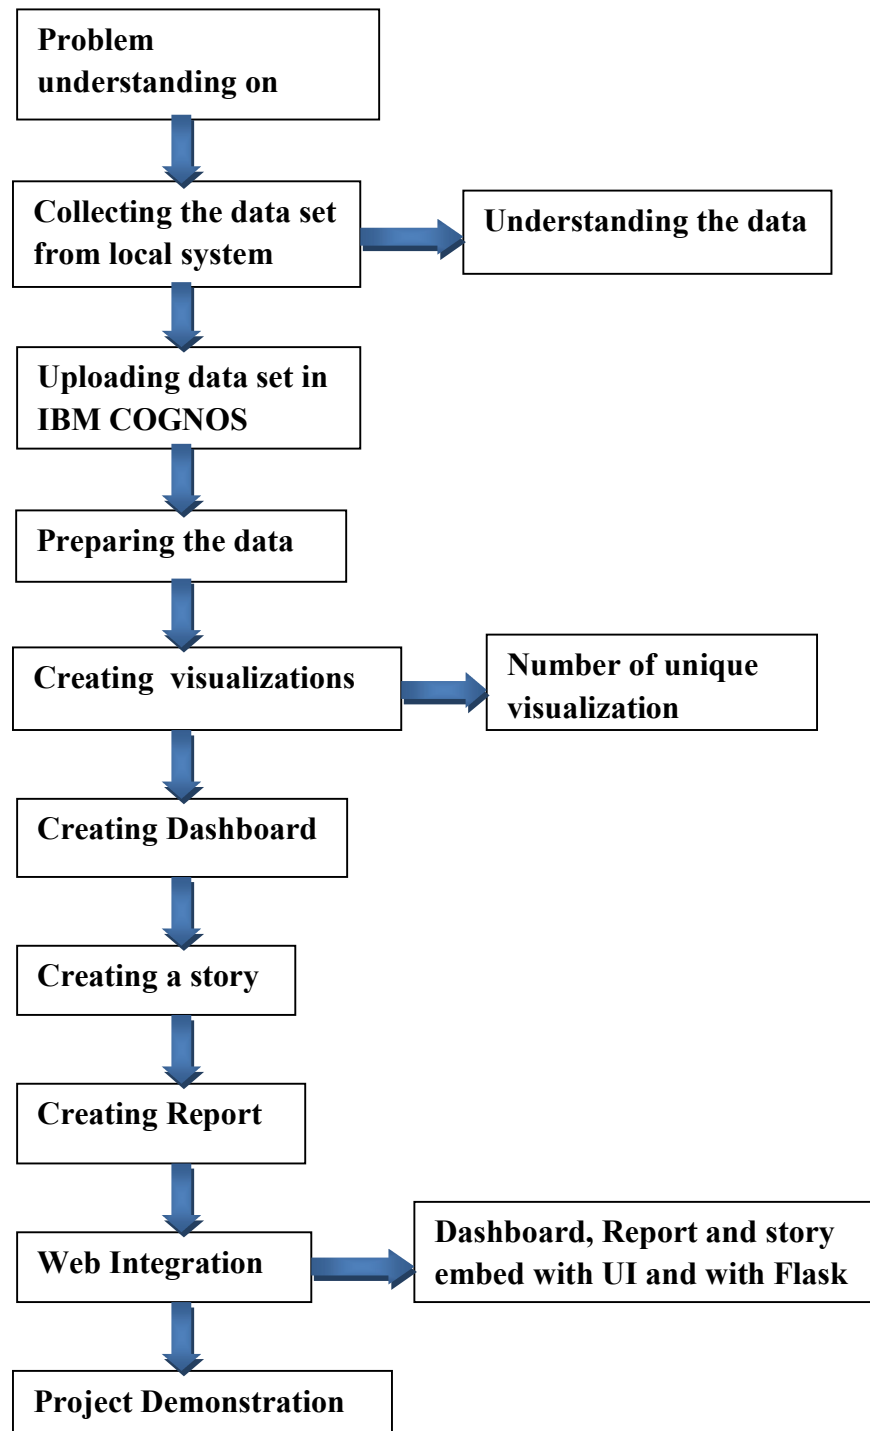 Problem
understanding on
Collecting the data set
from local system
Understanding the data
Uploading data set in
IBM COGNOS
Preparing the data
Creating  visualizations
Number of unique
visualization
Creating Dashboard
Creating a story
Creating Report
Web Integration
Dashboard, Report and story
embed with UI and with Flask
Project Demonstration